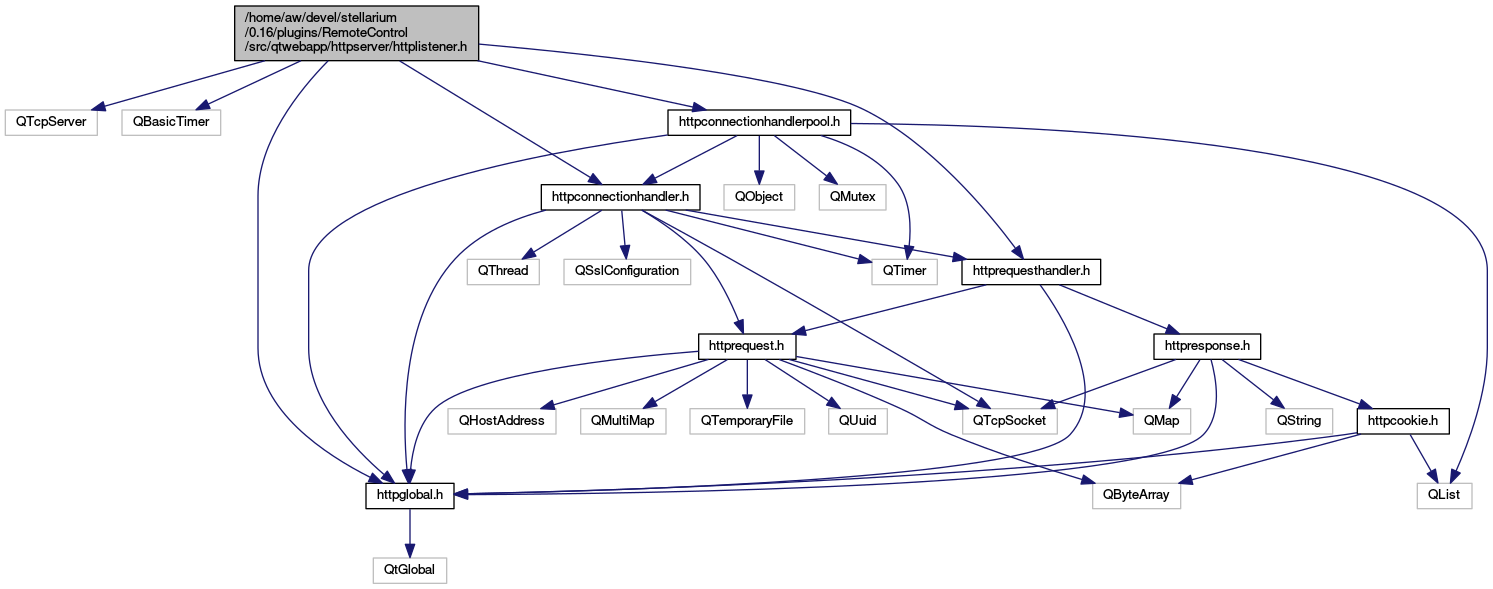 /home/aw/devel/stellarium
/0.16/plugins/RemoteControl
/src/qtwebapp/httpserver/httplistener.h
QTcpServer
QBasicTimer
httpconnectionhandlerpool.h
httpconnectionhandler.h
QObject
QMutex
QThread
QSslConfiguration
QTimer
httprequesthandler.h
httprequest.h
httpresponse.h
QHostAddress
QMultiMap
QTemporaryFile
QUuid
QTcpSocket
QMap
QString
httpcookie.h
httpglobal.h
QByteArray
QList
QtGlobal